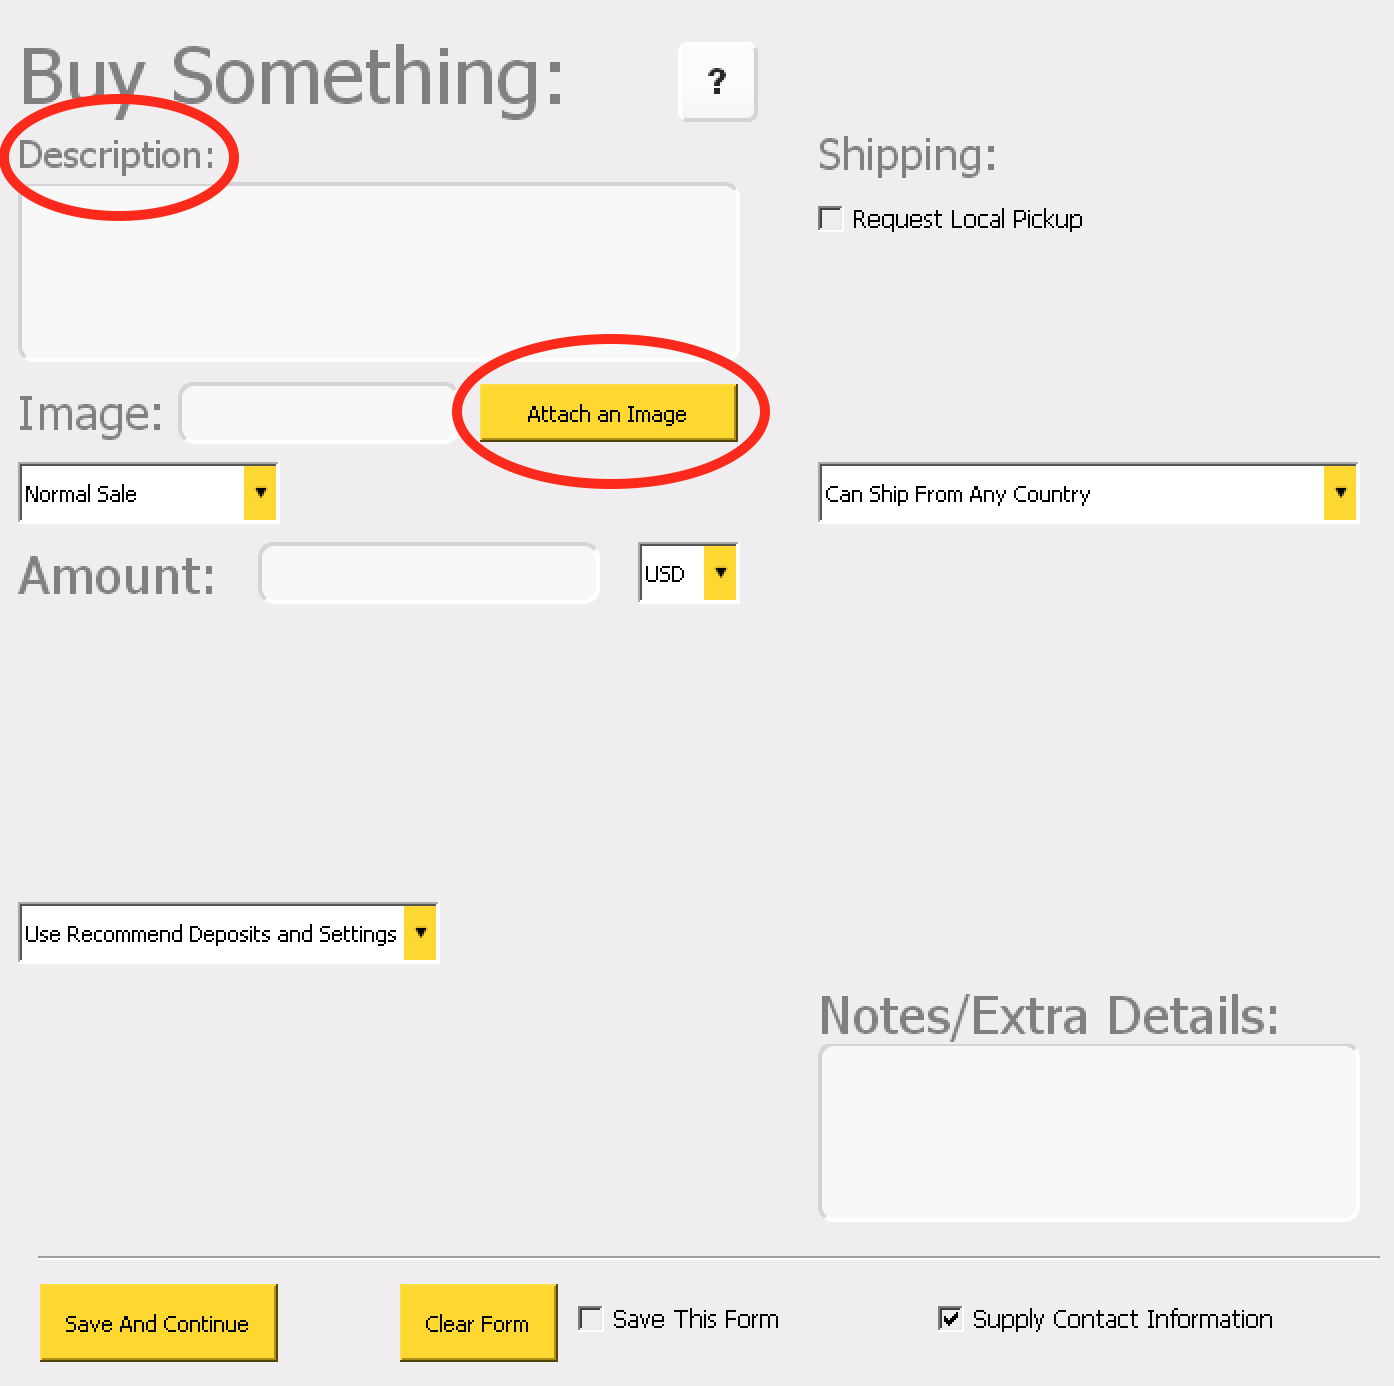 Buy Something:
?
Description:
Shipping:
Request Local Pickup
Image:
Attach an Image
Normal Sale
Can Ship From Any Country
Amount:
USD
Use Recommend Deposits and Settings
Notes/Extra Details:
Save And Continue
Clear Form
Save This Form
Supply Contact Information